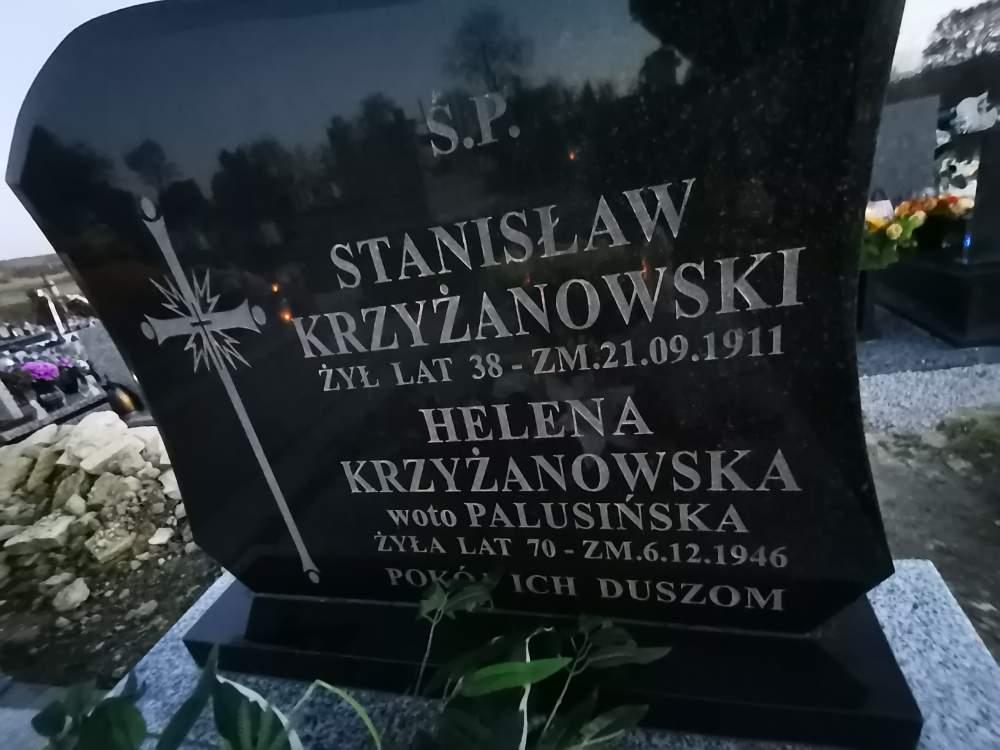 Ś.P.
STANISŁAW
KRZYŻANOWSKI
ŻYŁ LAT 38 - ZM.21.09.1911
HELENA
KRZYŻANOWSKA
woto PALUSIŃSKA
ŻYŁA LAT 70 - ZM.6.12.1946
POKÓJ ICH DUSZOM